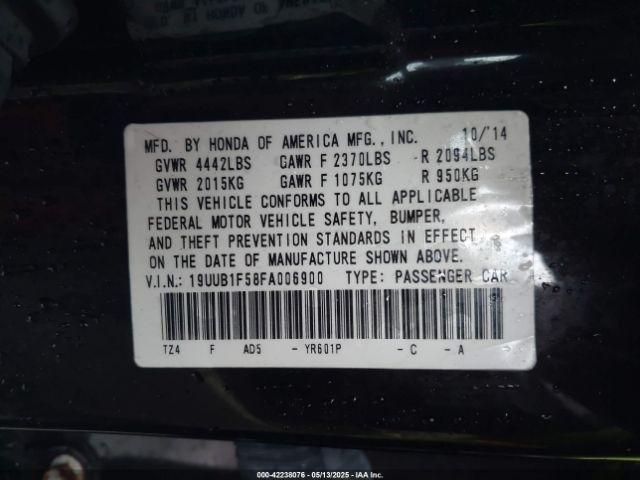 MFD. BY HONDA OF AMERICA MFG., INC. 10/'14
GVWR 4442LBS GAWR F 2370LBS R 2094LBS
GVWR 2015KG GAWR F 1075KG R 950KG
THIS VEHICLE CONFORMS TO ALL APPLICABLE
FEDERAL MOTOR VEHICLE SAFETY, BUMPER,
AND THEFT PREVENTION STANDARDS IN EFFECT
ON THE DATE OF MANUFACTURE SHOWN ABOVE.
V.I.N.: 19UUB1F58FA006900 TYPE: PASSENGER CAR
TZ4 F AD5 - YR601P - C - A
000-42238076 - 05/13/2025 - IAAI.COM